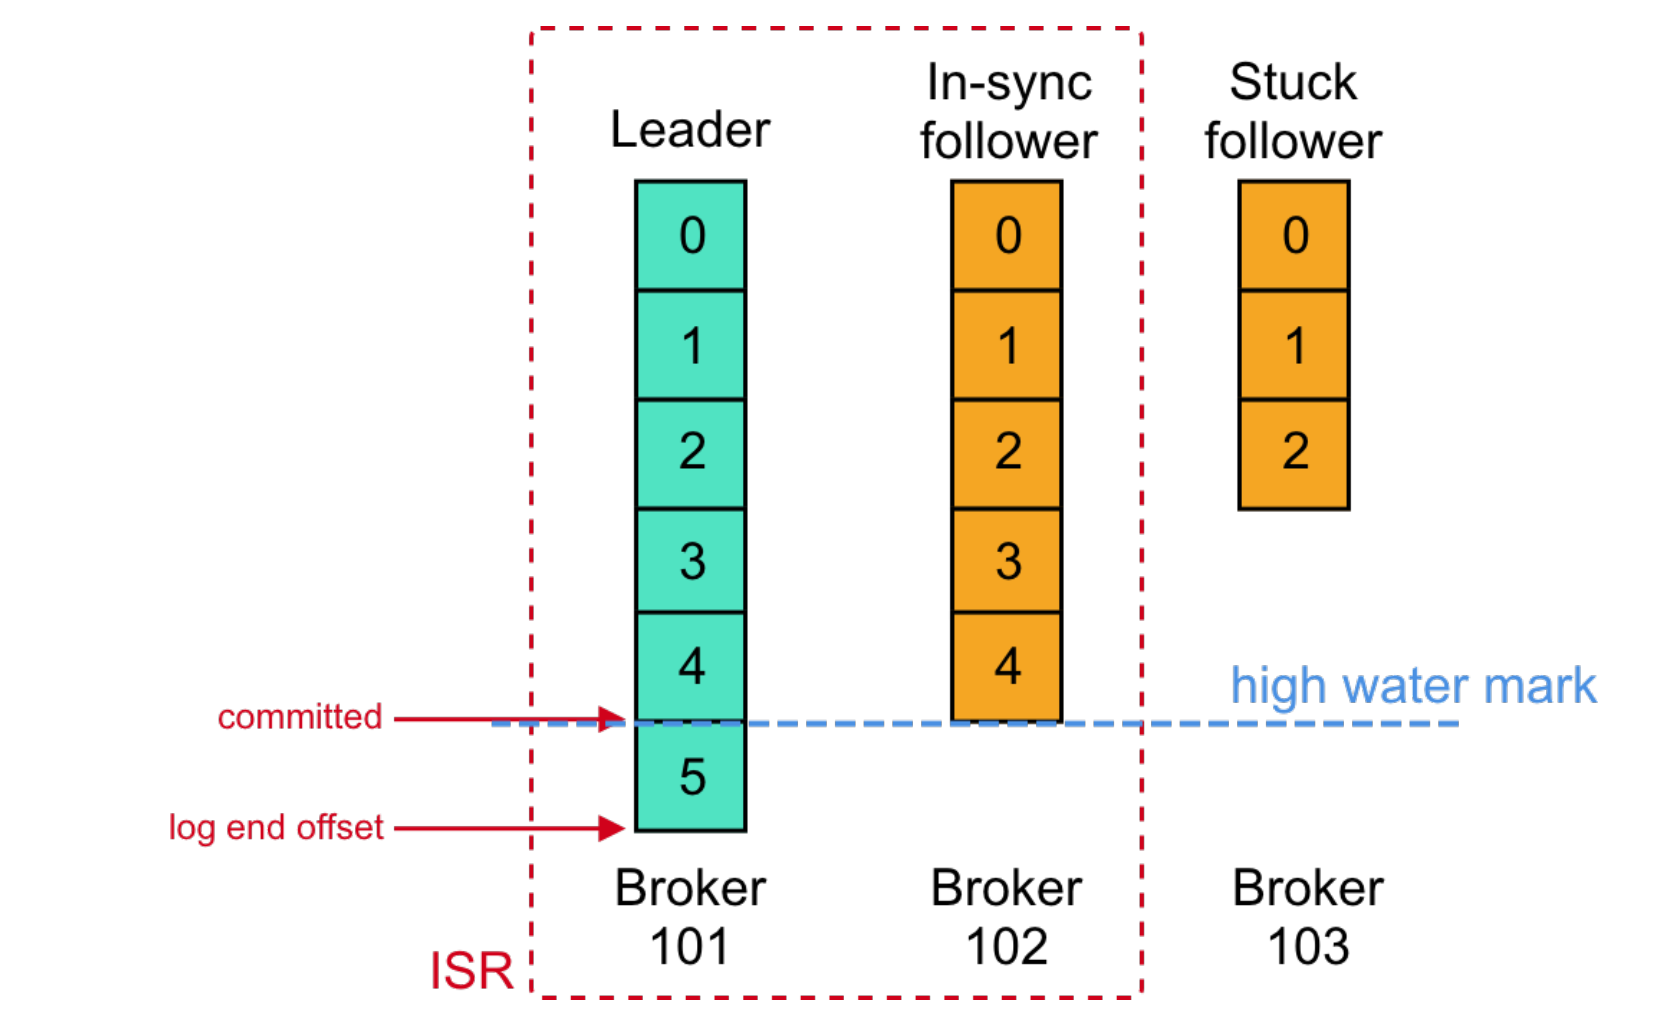 Leader
In-sync
follower
Stuck
follower
0
1
2
3
4
5
0
1
2
3
4
0
1
2
committed
high water mark
log end offset
Broker
101
Broker
102
Broker
103
ISR